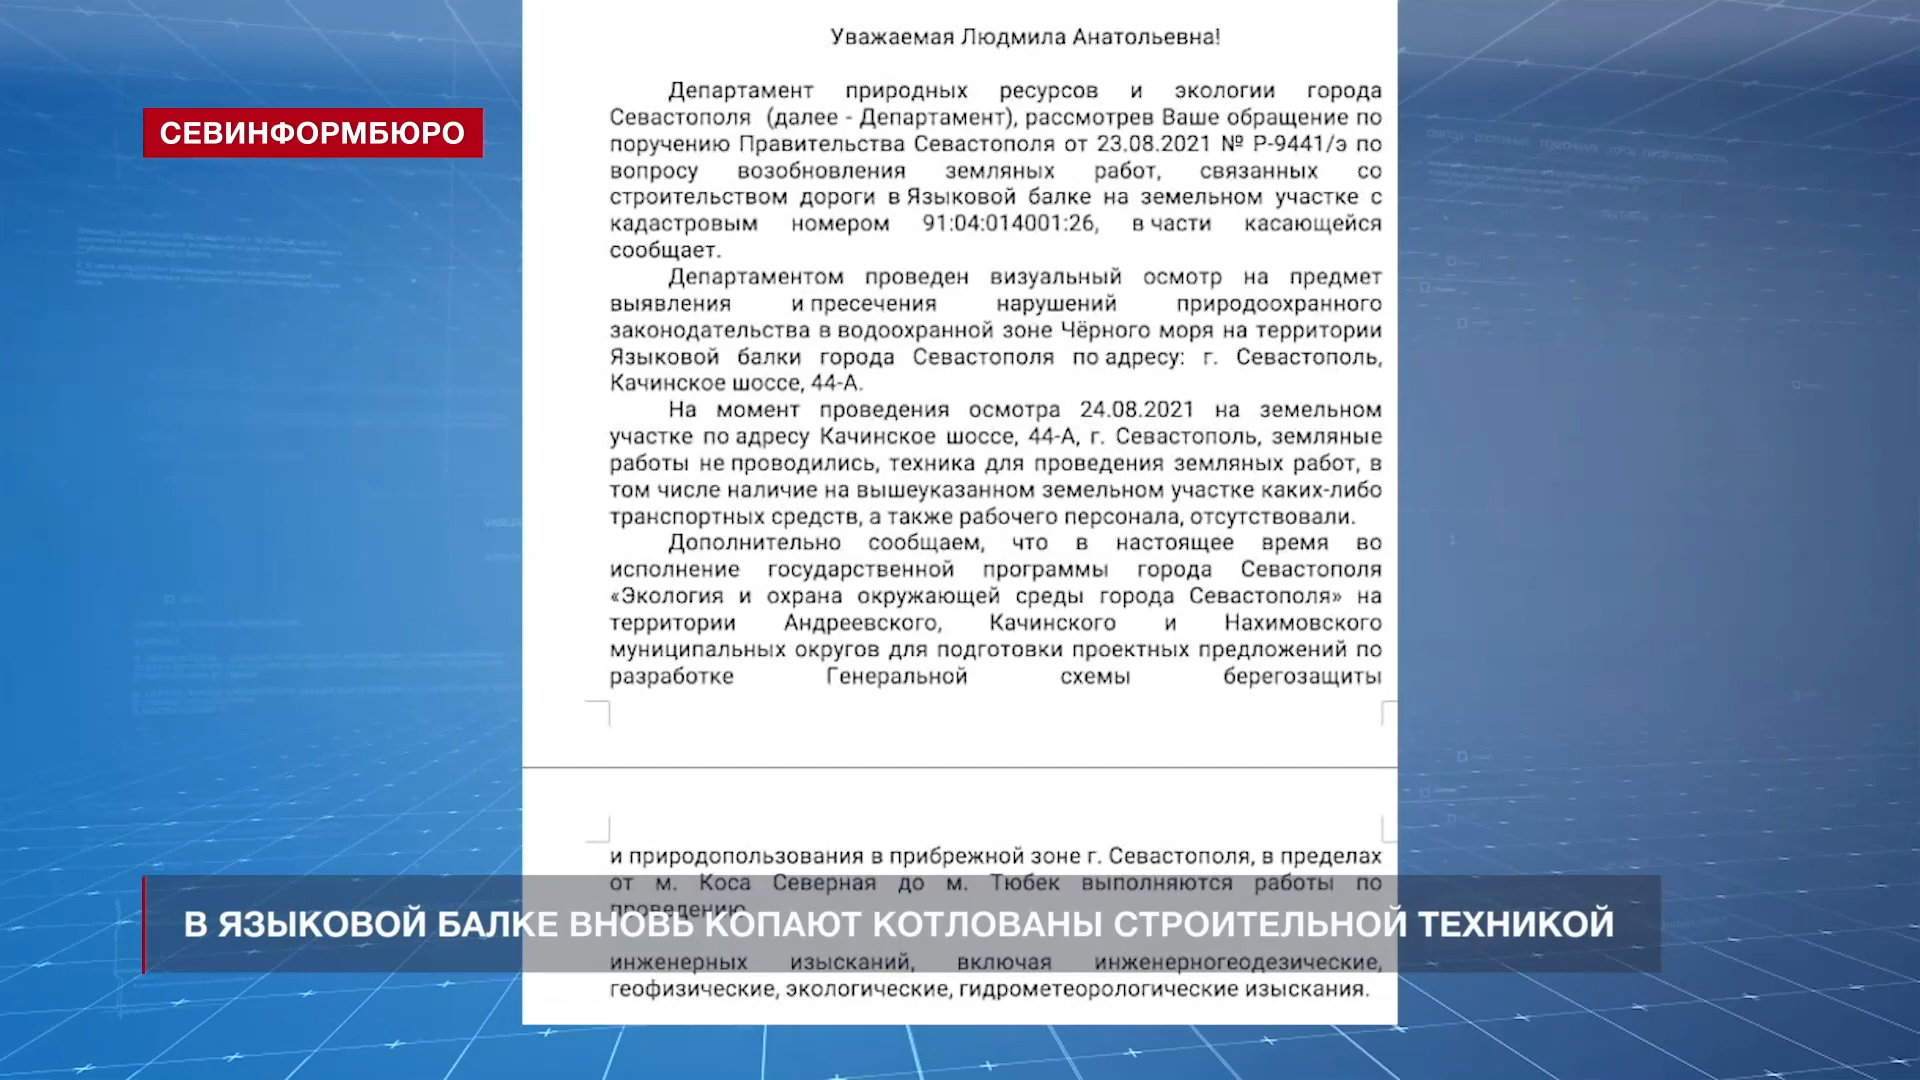 Уважаемая Людмила Анатольевна!
СЕВИНФОРМБЮРО
Департамент природных ресурсов и экологии города
Севастополя (далее - Департамент), рассмотрев Ваше обращение по
поручению Правительства Севастополя от 23.08.2021 № Р-9441/э по
вопросу возобновления земляных работ, связанных со
строительством дороги в Языковой балке на земельном участке с
кадастровым номером 91:04:014001:26, в части касающейся
сообщает.
Департаментом проведен визуальный осмотр на предмет
выявления и пресечения нарушений природоохранного
законодательства в водоохранной зоне Чёрного моря на территории
Языковой балки города Севастополя по адресу: г. Севастополь,
Качинское шоссе, 44-А.
На момент проведения осмотра 24.08.2021 на земельном
участке по адресу Качинское шоссе, 44-А, г. Севастополь, земляные
работы не проводились, техника для проведения земляных работ, в
том числе наличие на вышеуказанном земельном участке каких-либо
транспортных средств, а также рабочего персонала, отсутствовали.
Дополнительно сообщаем, что в настоящее время во
исполнение государственной программы города Севастополя
«Экология и охрана окружающей среды города Севастополя» на
территории Андреевского, Качинского и Нахимовского
муниципальных округов для подготовки проектных предложений по
разработке Генеральной схемы берегозащиты
и природопользования в прибрежной зоне г. Севастополя, в пределах
от м. Коса Северная до м. Тюбек выполняются работы по
проведению
В ЯЗЫКОВОЙ БАЛКЕ ВНОВЬ КОПАЮТ КОТЛОВАНЫ СТРОИТЕЛЬНОЙ ТЕХНИКОЙ
инженерных изысканий, включая инженерногеодезические,
геофизические, экологические, гидрометеорологические изыскания.